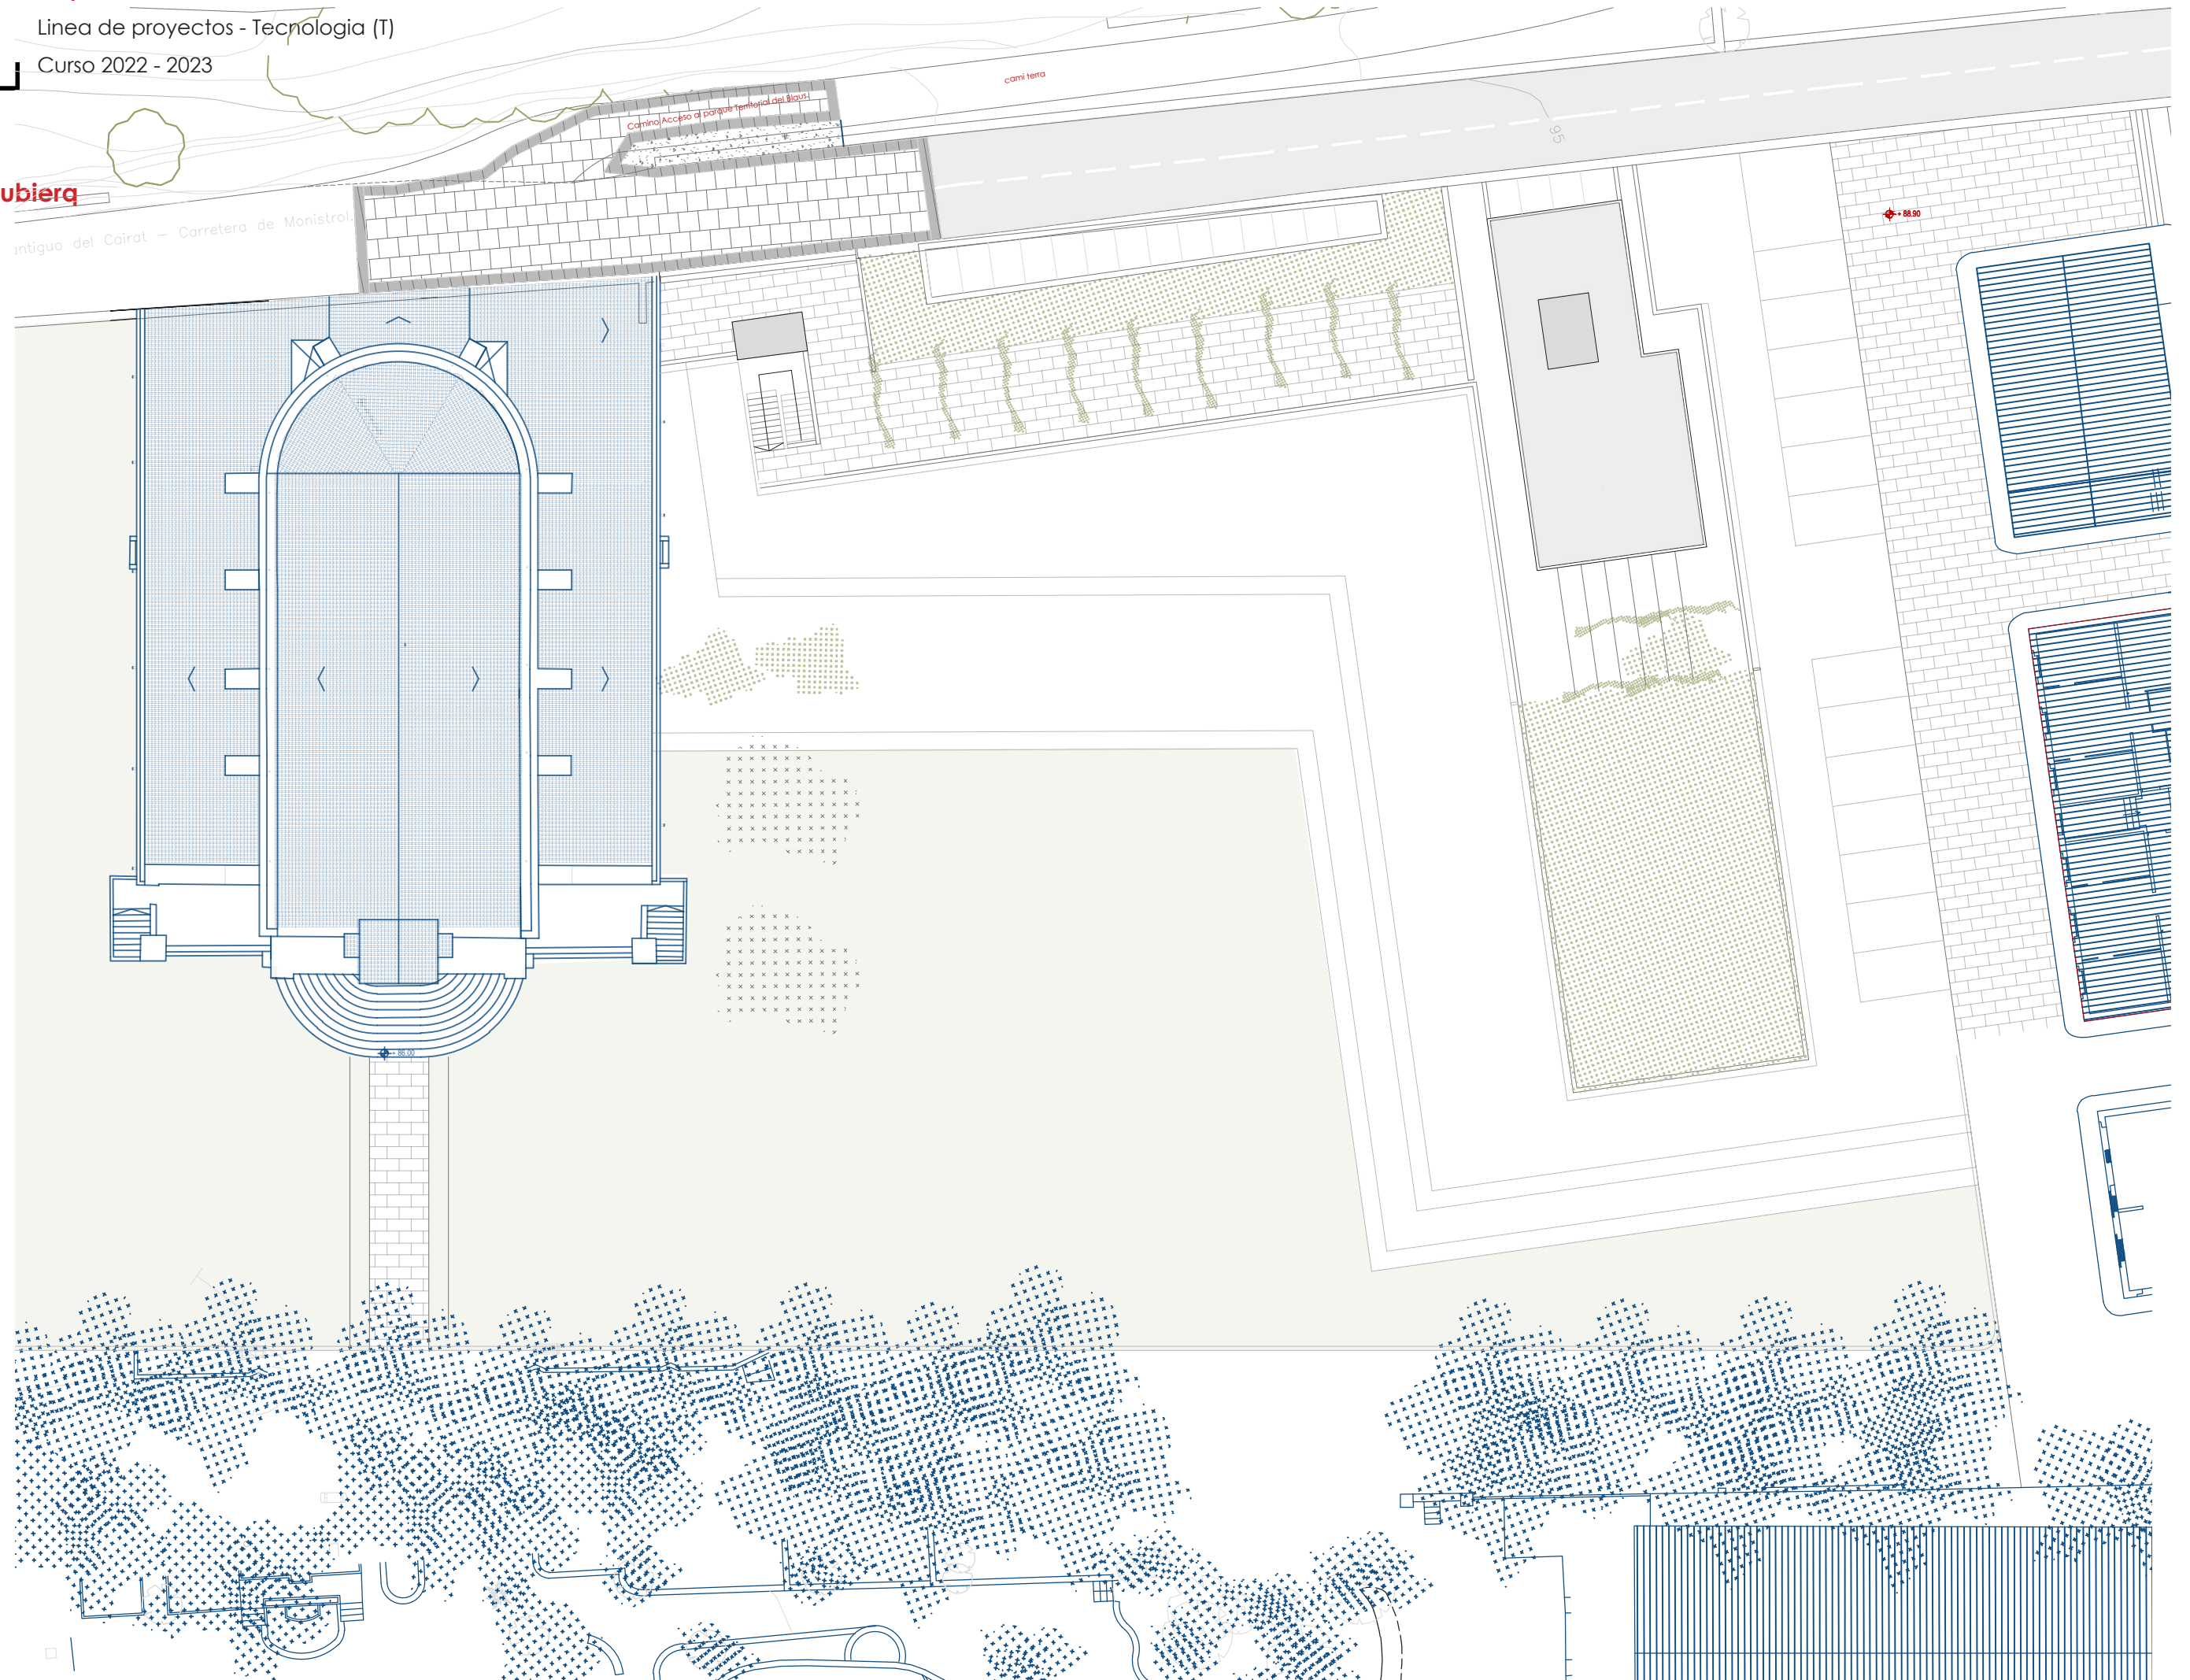 Linea de proyectos - Tecnologia (T)
Curso 2022 - 2023
cami terra
Camino Acceso al parque Territorial del Blaus.
95
ubierq
+ 88.90
antiguo del Cairat – Carretera de Monistrol.
+ 86.00